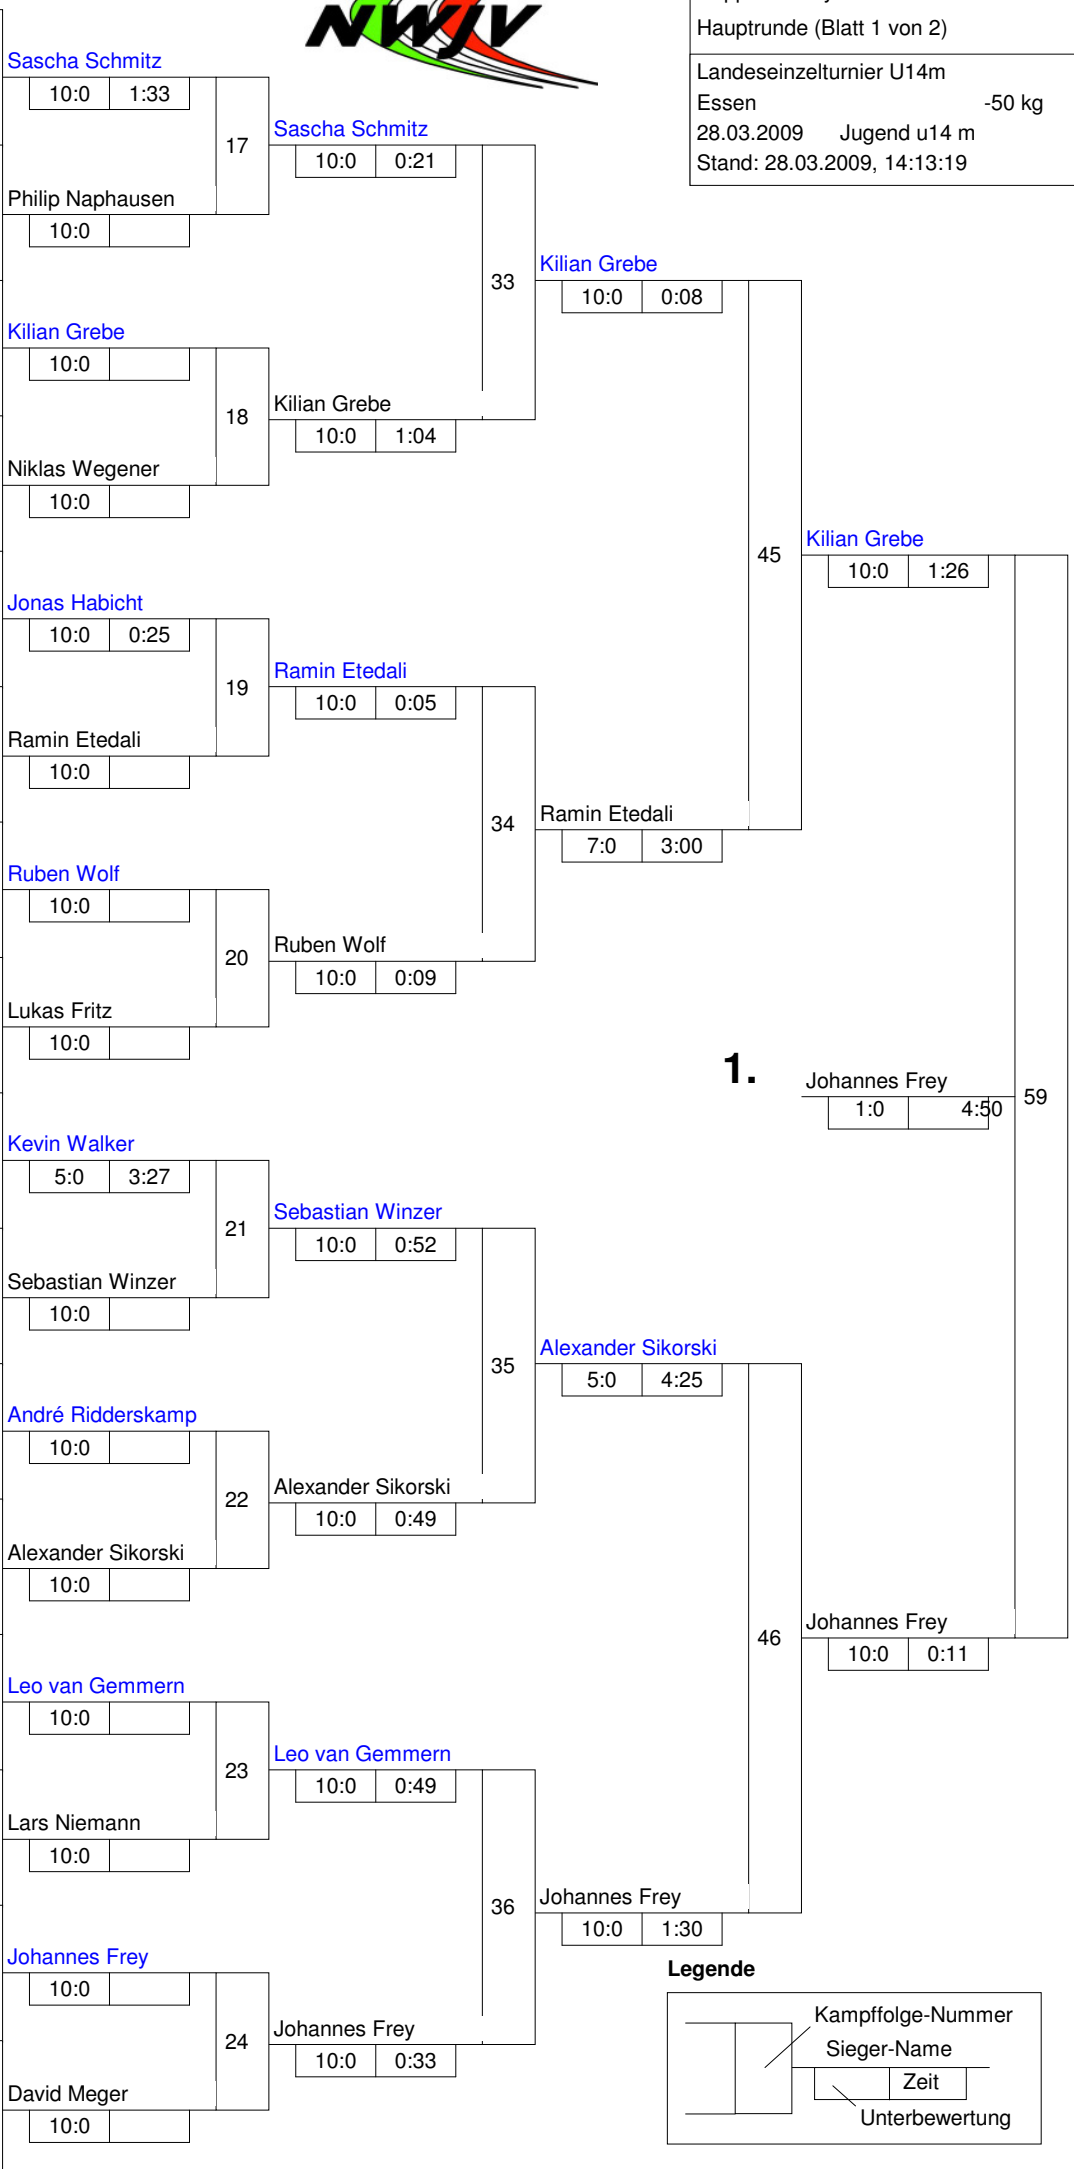 NWJV
Hauptrunde (Blatt 1 von 2)
Landeseinzelturnier U14m
Essen -50 kg
28.03.2009 Jugend u14 m
Stand: 28.03.2009, 14:13:19
Sascha Schmitz
10:0 1:33
17
Philip Naphausen
10:0
Kilian Grebe
10:0
18
Niklas Wegener
10:0
Jonas Habicht
10:0 0:25
19
Ramin Etedali
10:0
Ruben Wolf
10:0
20
Lukas Fritz
10:0
Kevin Walker
5:0 3:27
21
Sebastian Winzer
10:0
André Ridderskamp
10:0
22
Alexander Sikorski
10:0
Leo van Gemmern
10:0
23
Lars Niemann
10:0
Johannes Frey
10:0
24
David Meger
10:0
Sascha Schmitz
10:0 0:21
33
Kilian Grebe
10:0 1:04
Ramin Etedali
10:0 0:05
34
Ruben Wolf
10:0 0:09
Sebastian Winzer
10:0 0:52
35
Alexander Sikorski
10:0 0:49
Leo van Gemmern
10:0 0:49
36
Johannes Frey
10:0 0:33
Kilian Grebe
10:0 0:08
45
Ramin Etedali
7:0 3:00
Alexander Sikorski
5:0 4:25
46
Johannes Frey
10:0 1:30
Kilian Grebe
10:0 1:26
1.
Johannes Frey
1:0 4:50
59
Johannes Frey
10:0 0:11
Legende
Kampffolge-Nummer
Sieger-Name
Zeit
Unterbewertung